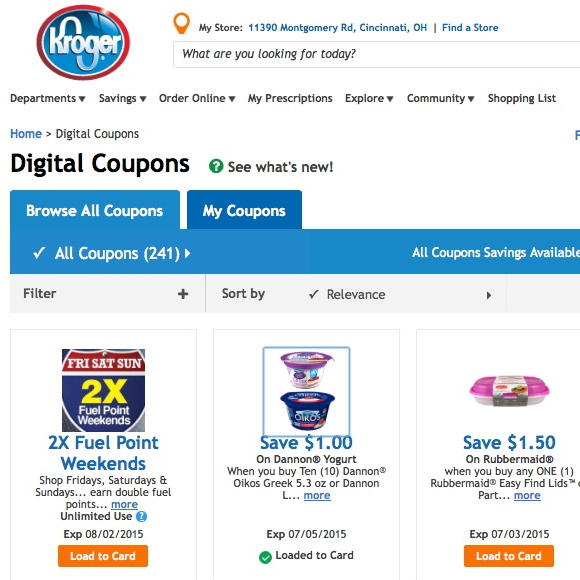 Kroger
My Store: 11390 Montgomery Rd, Cincinnati, OH | Find a Store
What are you looking for today?
Departments Savings Order Online My Prescriptions Explore Community Shopping List
Home > Digital Coupons
Digital Coupons ? See what's new!
Browse All Coupons My Coupons
✓ All Coupons (241) All Coupons Savings Available
Filter + Sort by ✓ Relevance
FRI SAT SUN
2X
Fuel Point
Weekends
2X Fuel Point
Weekends
Shop Fridays, Saturdays &
Sundays... earn double fuel
points... more
Unlimited Use ?
Exp 08/02/2015
Load to Card
OIKOS
Save $1.00
On Dannon® Yogurt
When you buy Ten (10) Dannon®
Oikos Greek 5.3 oz or Dannon
L... more
Exp 07/05/2015
Loaded to Card
Save $1.50
On Rubbermaid®
when you buy any ONE (1)
Rubbermaid® Easy Find Lids™
Part... more
Exp 07/03/2015
Load to Card